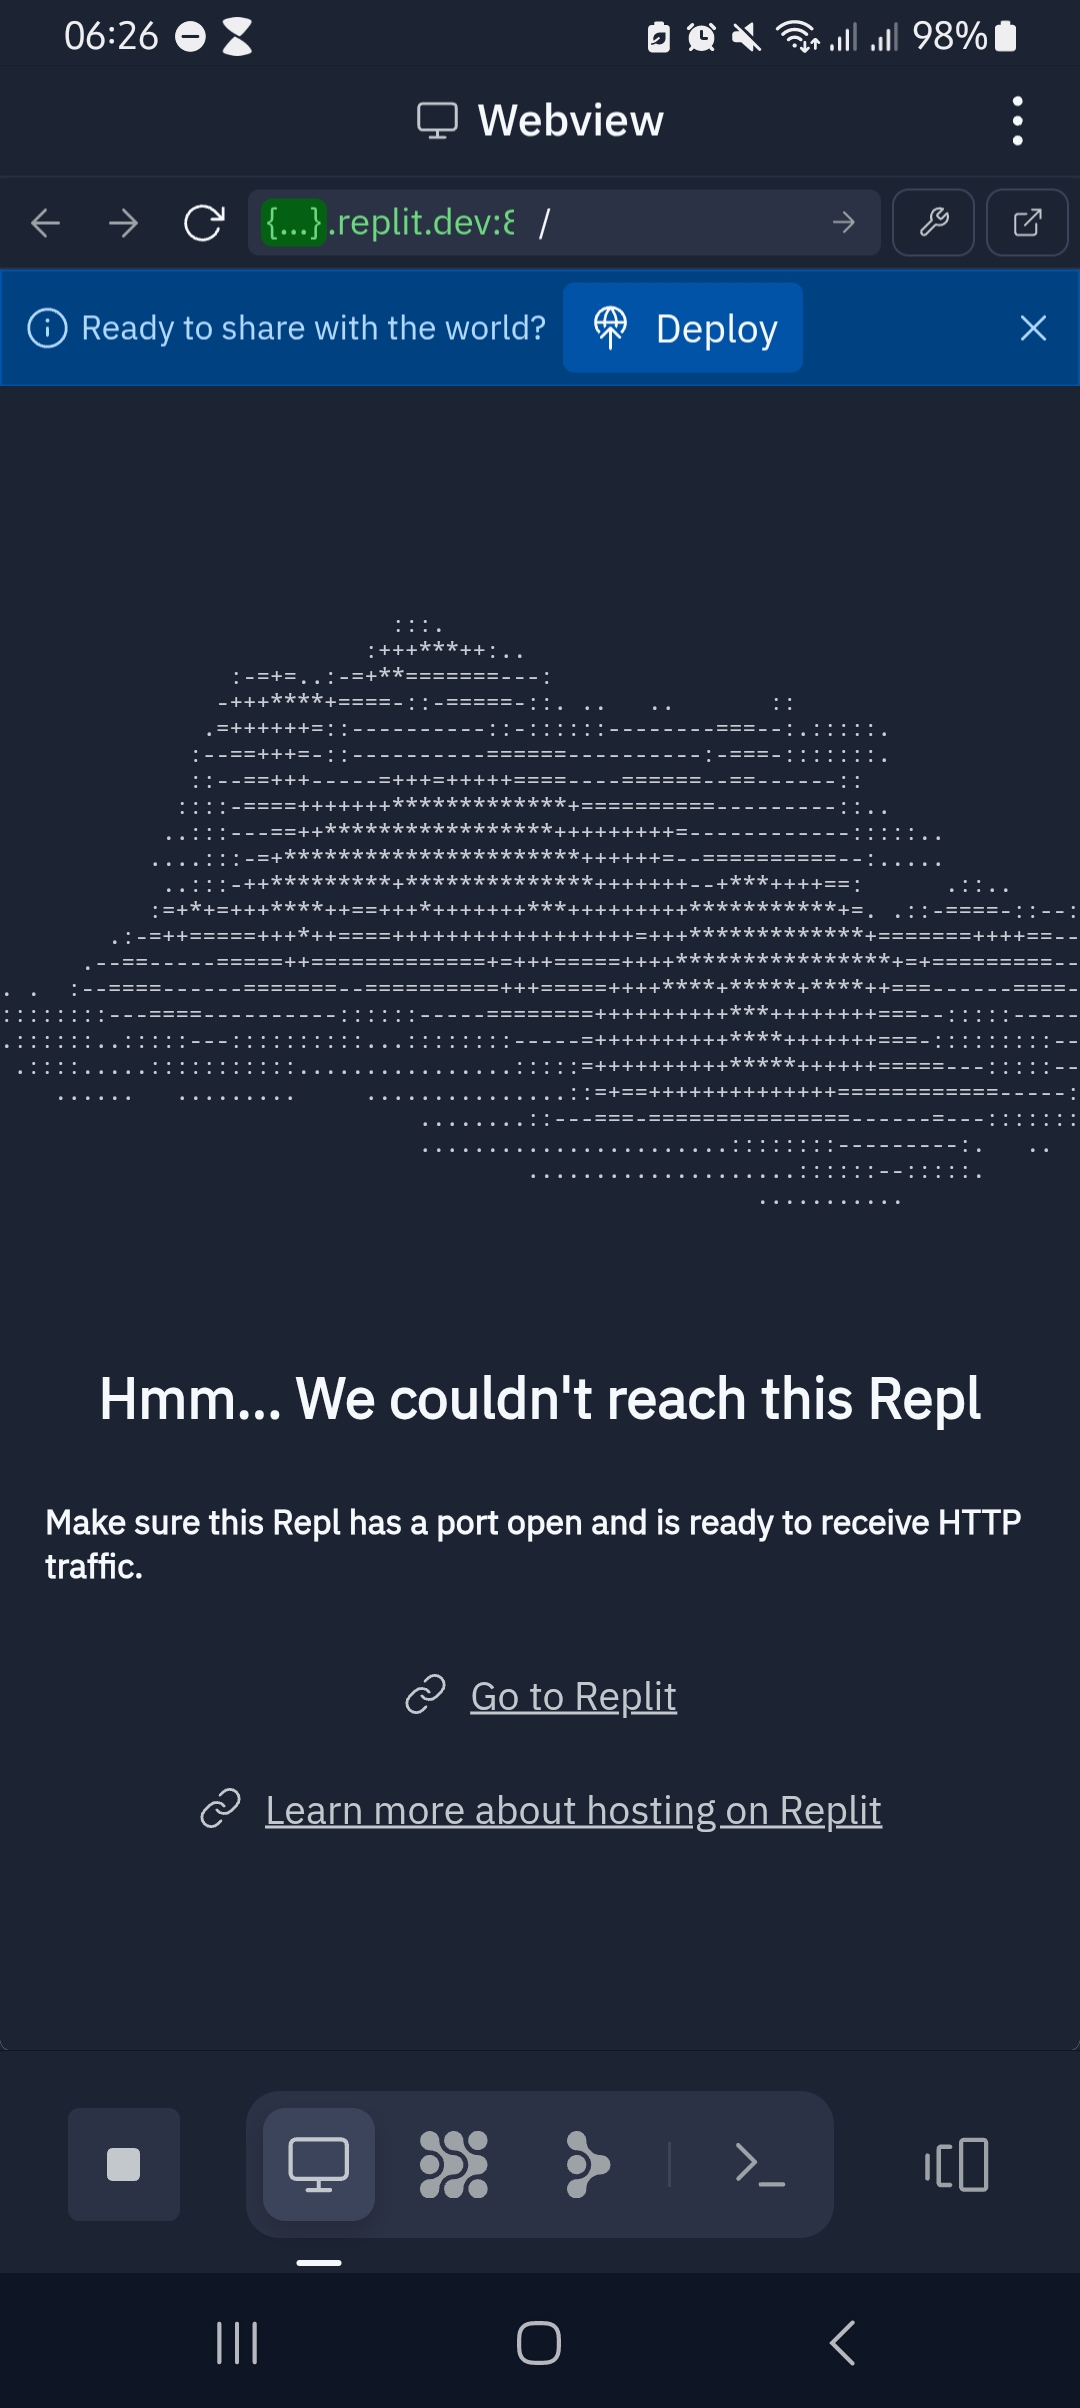 06:26
98%
Webview
{...}.replit.dev:8 /
Ready to share with the world?
Deploy
Hmm... We couldn't reach this Repl
Make sure this Repl has a port open and is ready to receive HTTP
traffic.
Go to Replit
Learn more about hosting on Replit